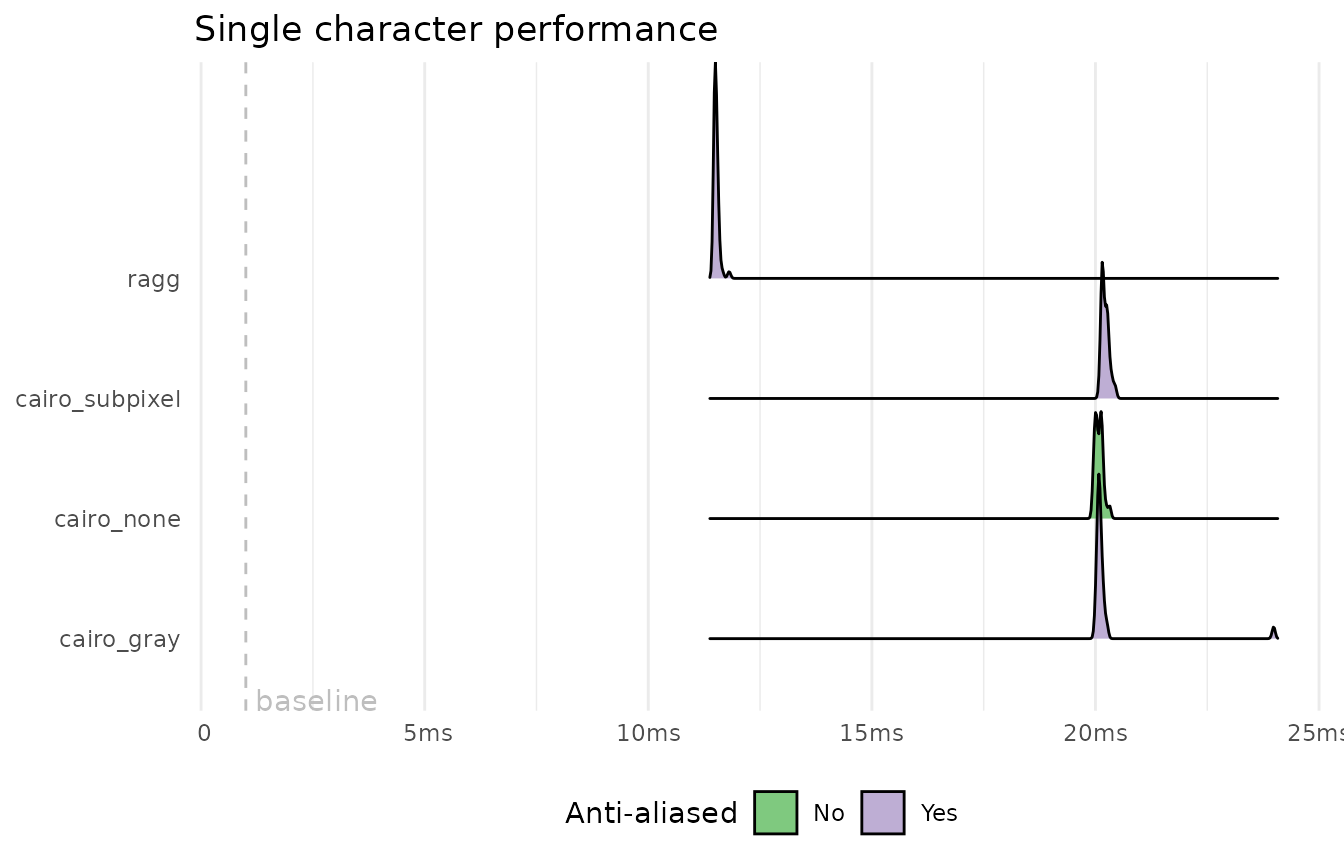 Single character performance
ragg
cairo_subpixel
cairo_none
cairo_gray
baseline
0 5ms 10ms 15ms 20ms 25ms
Anti-aliased No Yes